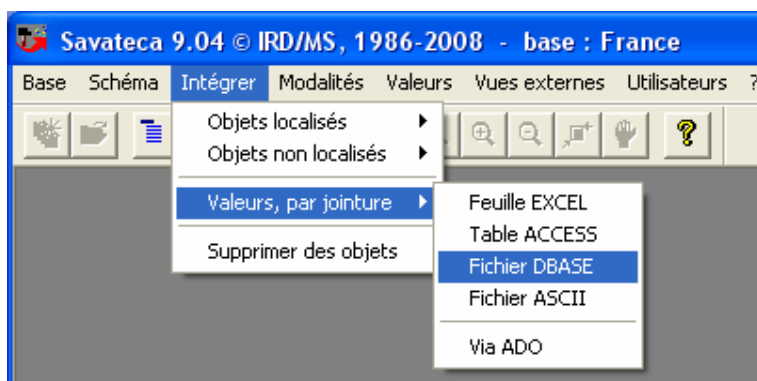 Savateca 9.04 © IRD/MS, 1986-2008 - base : France
Base Schéma Intégrer Modalités Valeurs Vues externes Utilisateurs ?
Objets localisés
Objets non localisés
Valeurs, par jointure
Supprimer des objets
Feuille EXCEL
Table ACCESS
Fichier DBASE
Fichier ASCII
Via ADO